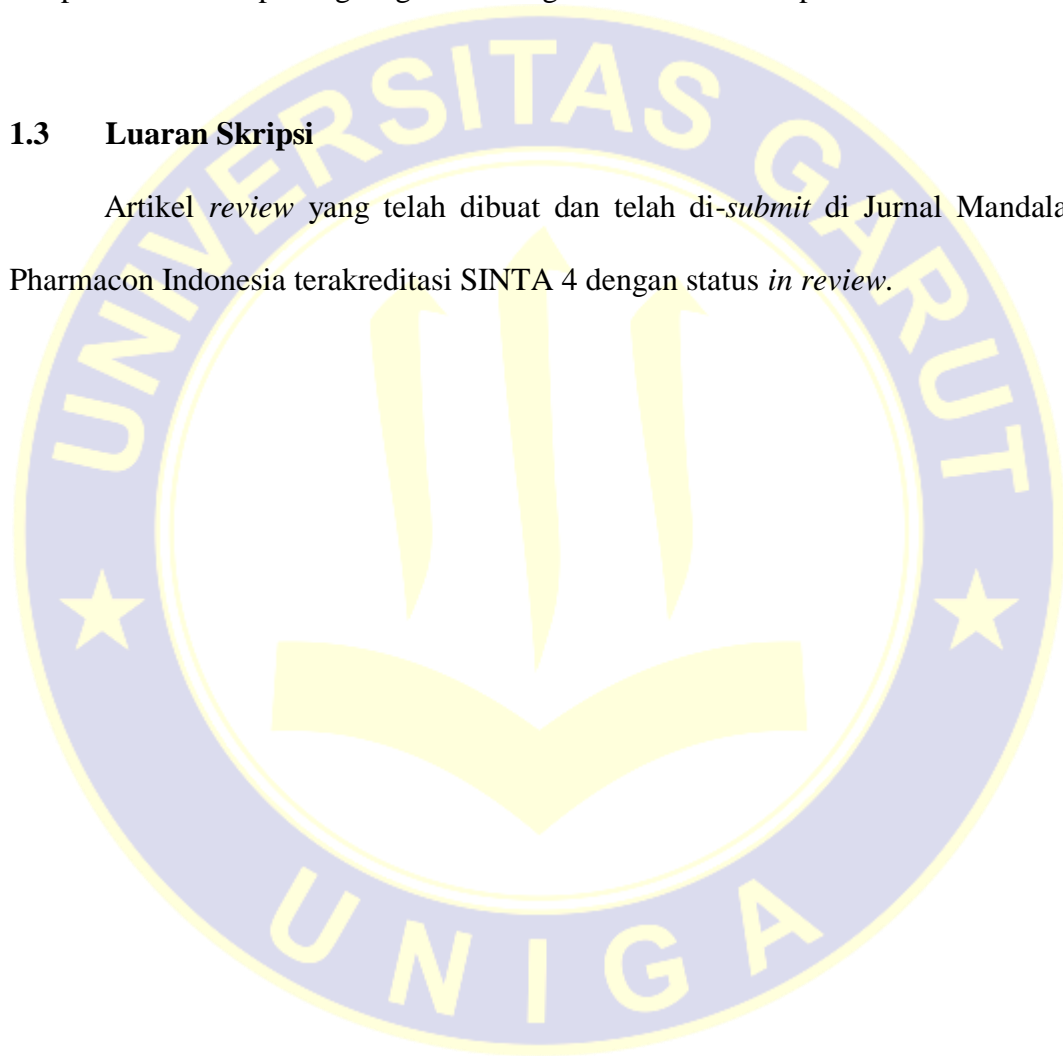 1.3 Luaran Skripsi
Artikel review yang telah dibuat dan telah di-submit di Jurnal Mandala
Pharmacon Indonesia terakreditasi SINTA 4 dengan status in review.
UNIVERSITAS GARUT
UNIGA